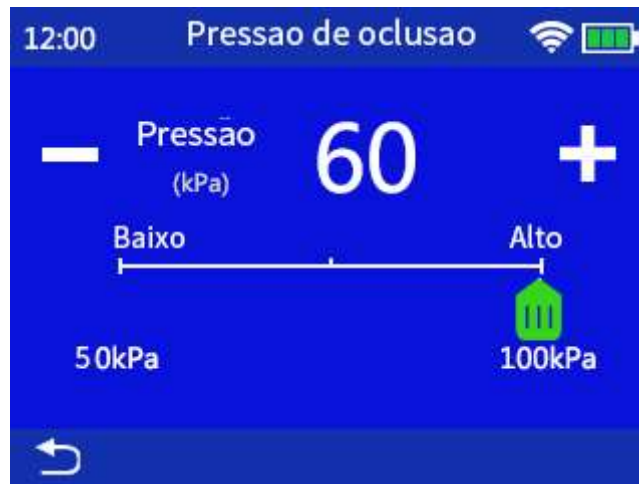 12:00 Pressao de oclusao
Pressão 60
(kPa)
Baixo Alto
50kPa 100kPa